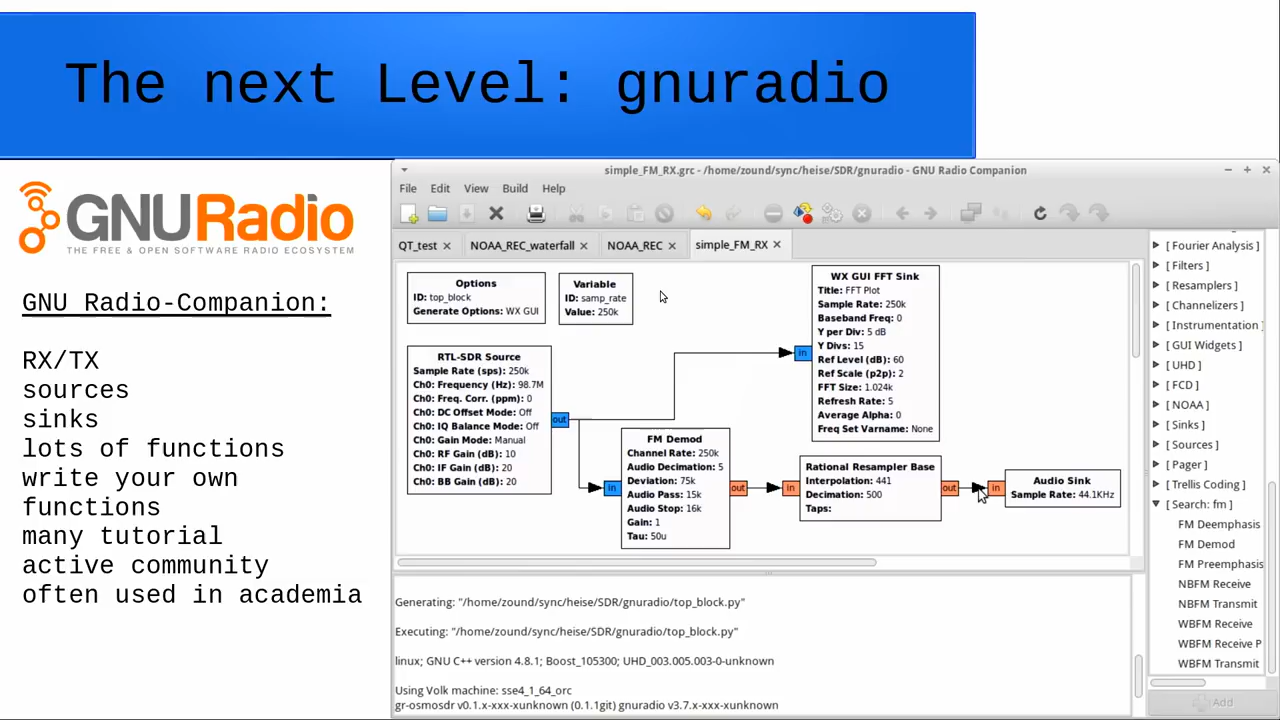 The next Level: gnuradio
GNURadio
THE FREE & OPEN SOFTWARE RADIO ECOSYSTEM
GNU Radio-Companion:
RX/TX
sources
sinks
lots of functions
write your own
functions
many tutorial
active community
often used in academia
simple_FM_RX.grc - /home/zound/sync/heise/SDR/gnuradio - GNU Radio Companion
File Edit View Build Help
QT_test NOAA_REC_waterfall NOAA_REC simple_FM_RX
Options
ID: top_block
Generate Options: WX GUI
Variable
ID: samp_rate
Value: 250k
WX GUI FFT Sink
Title: FFT Plot
Sample Rate: 250k
Baseband Freq: 0
Y per Div: 5 dB
Y Divs: 15
Ref Level (dB): 60
Ref Scale (p2p): 2
FFT Size: 1.024k
Refresh Rate: 5
Average Alpha: 0
Freq Set Varname: None
in
RTL-SDR Source
Sample Rate (sps): 250k
Ch0: Frequency (Hz): 98.7M
Ch0: Freq. Corr. (ppm): 0
Ch0: DC Offset Mode: Off
Ch0: IQ Balance Mode: Off
Ch0: Gain Mode: Manual
Ch0: RF Gain (dB): 10
Ch0: IF Gain (dB): 20
Ch0: BB Gain (dB): 20
out
in
FM Demod
Channel Rate: 250k
Audio Decimation: 5
Deviation: 75k
Audio Pass: 15k
Audio Stop: 16k
Gain: 1
Tau: 50u
out
in
Rational Resampler Base
Interpolation: 441
Decimation: 500
Taps:
out
in
Audio Sink
Sample Rate: 44.1KHz
[ Fourier Analysis ]
[ Filters ]
[ Resamplers ]
[ Channelizers ]
[ Instrumentation ]
[ GUI Widgets ]
[ UHD ]
[ FCD ]
[ NOAA ]
[ Sinks ]
[ Sources ]
[ Pager ]
[ Trellis Coding ]
[ Search: fm ]
FM Deemphasis
FM Demod
FM Preemphasis
NBFM Receive
NBFM Transmit
WBFM Receive
WBFM Receive P
WBFM Transmit
Add
Generating: "/home/zound/sync/heise/SDR/gnuradio/top_block.py"
Executing: "/home/zound/sync/heise/SDR/gnuradio/top_block.py"
linux; GNU C++ version 4.8.1; Boost_105300; UHD_003.005.003-0-unknown
Using Volk machine: sse4_1_64_orc
gr-osmosdr v0.1.x-xxx-xunknown (0.1.1git) gnuradio v3.7.x-xxx-xunknown